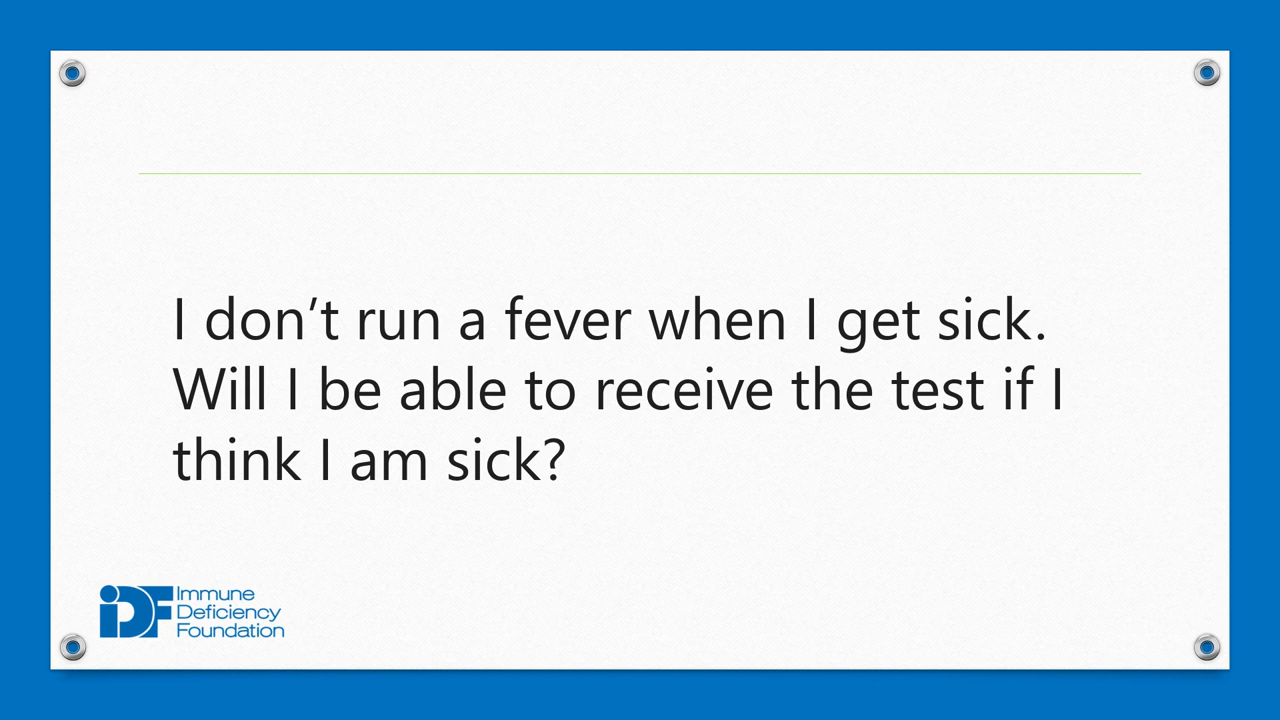 I don’t run a fever when I get sick.
Will I be able to receive the test if I
think I am sick?
iDF
Immune
Deficiency
Foundation